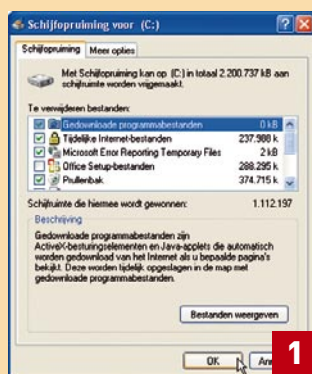 Schijfopruiming voor (C:)
Schijfopruiming Meer opties
Met Schijfopruiming kan op (C:) in totaal 2.200.737 kB aan
schijfruimte worden vrijgemaakt.
Te verwijderen bestanden:
Gedownloade programmabestanden 0 kB
Tijdelijke Internet-bestanden 237.986 k
Microsoft Error Reporting Temporary Files 2 kB
Office Setup-bestanden 288.295 k
Prullenbak 374.715 k
Schijfruimte die hiermee wordt gewonnen: 1.112.197
Beschrijving
Gedownloade programmabestanden zijn
ActiveX-besturingselementen en Java-applets die automatisch
worden gedownload van het Internet als u bepaalde pagina's
bekijkt. Deze worden tijdelijk opgeslagen in de map met
gedownloade programmabestanden.
Bestanden weergeven
OK
1